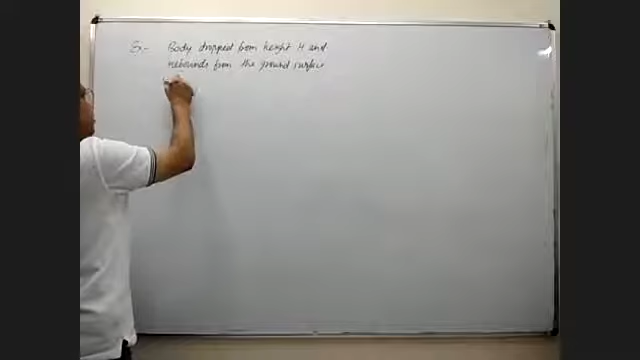 Ex- Body dropped from height H and
rebounds from the ground surface